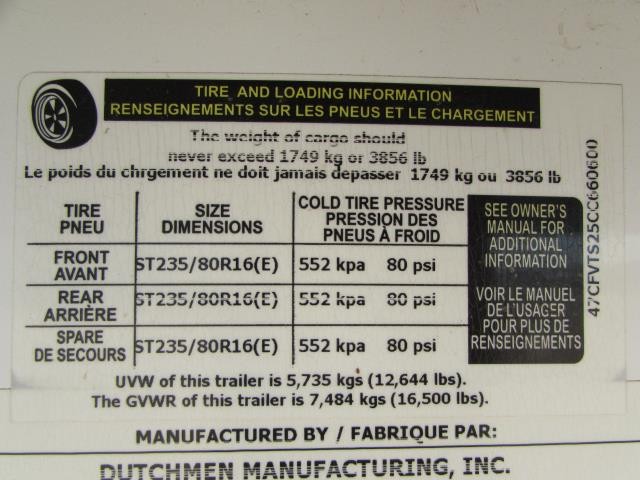 TIRE AND LOADING INFORMATION
RENSEIGNEMENTS SUR LES PNEUS ET LE CHARGEMENT
The weight of cargo should
never exceed 1749 kg or 3856 lb
Le poids du chrgement ne doit jamais depasser 1749 kg ou 3856 lb
TIRE
PNEU
SIZE
DIMENSIONS
COLD TIRE PRESSURE
PRESSION DES
PNEUS À FROID
FRONT
AVANT
ST235/80R16(E)
552 kpa 80 psi
REAR
ARRIÈRE
ST235/80R16(E)
552 kpa 80 psi
SPARE
DE SECOURS
ST235/80R16(E)
552 kpa 80 psi
SEE OWNER'S
MANUAL FOR
ADDITIONAL
INFORMATION
VOIR LE MANUEL
DE L'USAGER
POUR PLUS DE
RENSEIGNEMENTS
47CFVTS25CC660600
UVW of this trailer is 5,735 kgs (12,644 lbs).
The GVWR of this trailer is 7,484 kgs (16,500 lbs).
MANUFACTURED BY / FABRIQUE PAR:
DUTCHMEN MANUFACTURING, INC.